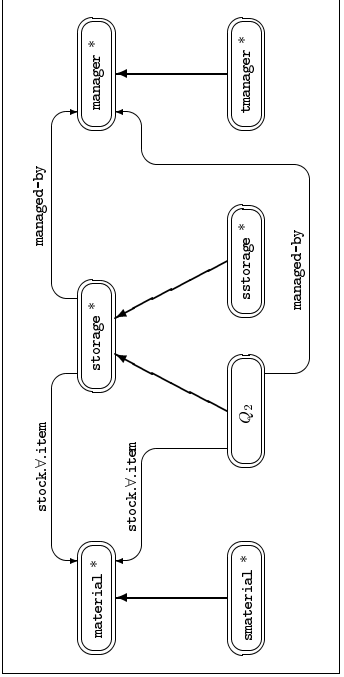 stock.∀.item
managed-by
material *
storage *
manager *
stock.∀.item
smaterial *
Q2
sstorage *
tmanager *
managed-by